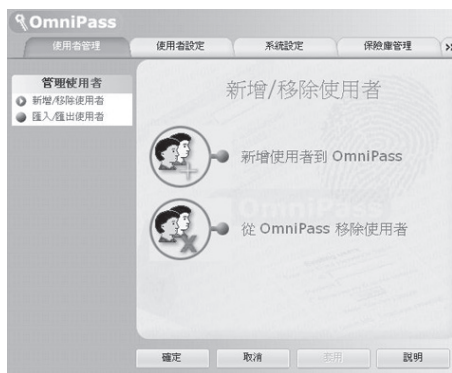 OmniPass
使用者管理
使用者設定
系統設定
保險庫管理
管理使用者
新增/移除使用者
匯入/匯出使用者
新增/移除使用者
新增使用者到 OmniPass
OmniPass
從 OmniPass 移除使用者
確定
取消
套用
說明